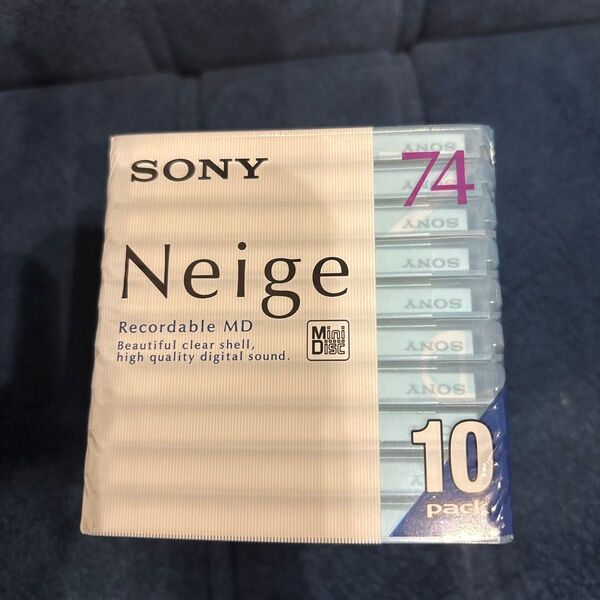 SONY
74
Neige
Recordable MD
Beautiful clear shell,
high quality digital sound.
Mini
Disc
SONY
SONY
SONY
SONY
SONY
SONY
10
pack